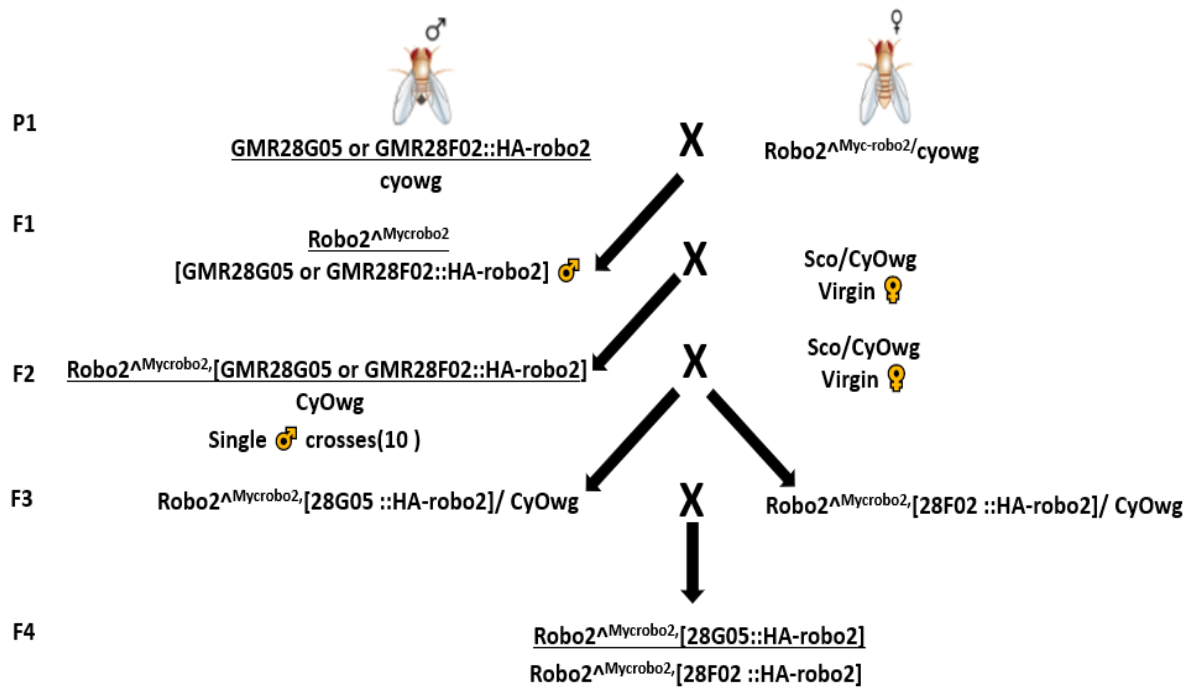 ♂
♀
P1
GMR28G05 or GMR28F02::HA-robo2
cyowg
X
Robo2^Myc-robo2/cyowg
F1
Robo2^Mycrobo2
[GMR28G05 or GMR28F02::HA-robo2] ♂
X
Sco/CyOwg
Virgin ♀
F2
Robo2^Mycrobo2,[GMR28G05 or GMR28F02::HA-robo2]
CyOwg
Single ♂ crosses(10 )
X
Sco/CyOwg
Virgin ♀
F3
Robo2^Mycrobo2,[28G05 ::HA-robo2]/ CyOwg
X
Robo2^Mycrobo2,[28F02 ::HA-robo2]/ CyOwg
F4
Robo2^Mycrobo2,[28G05::HA-robo2]
Robo2^Mycrobo2,[28F02 ::HA-robo2]